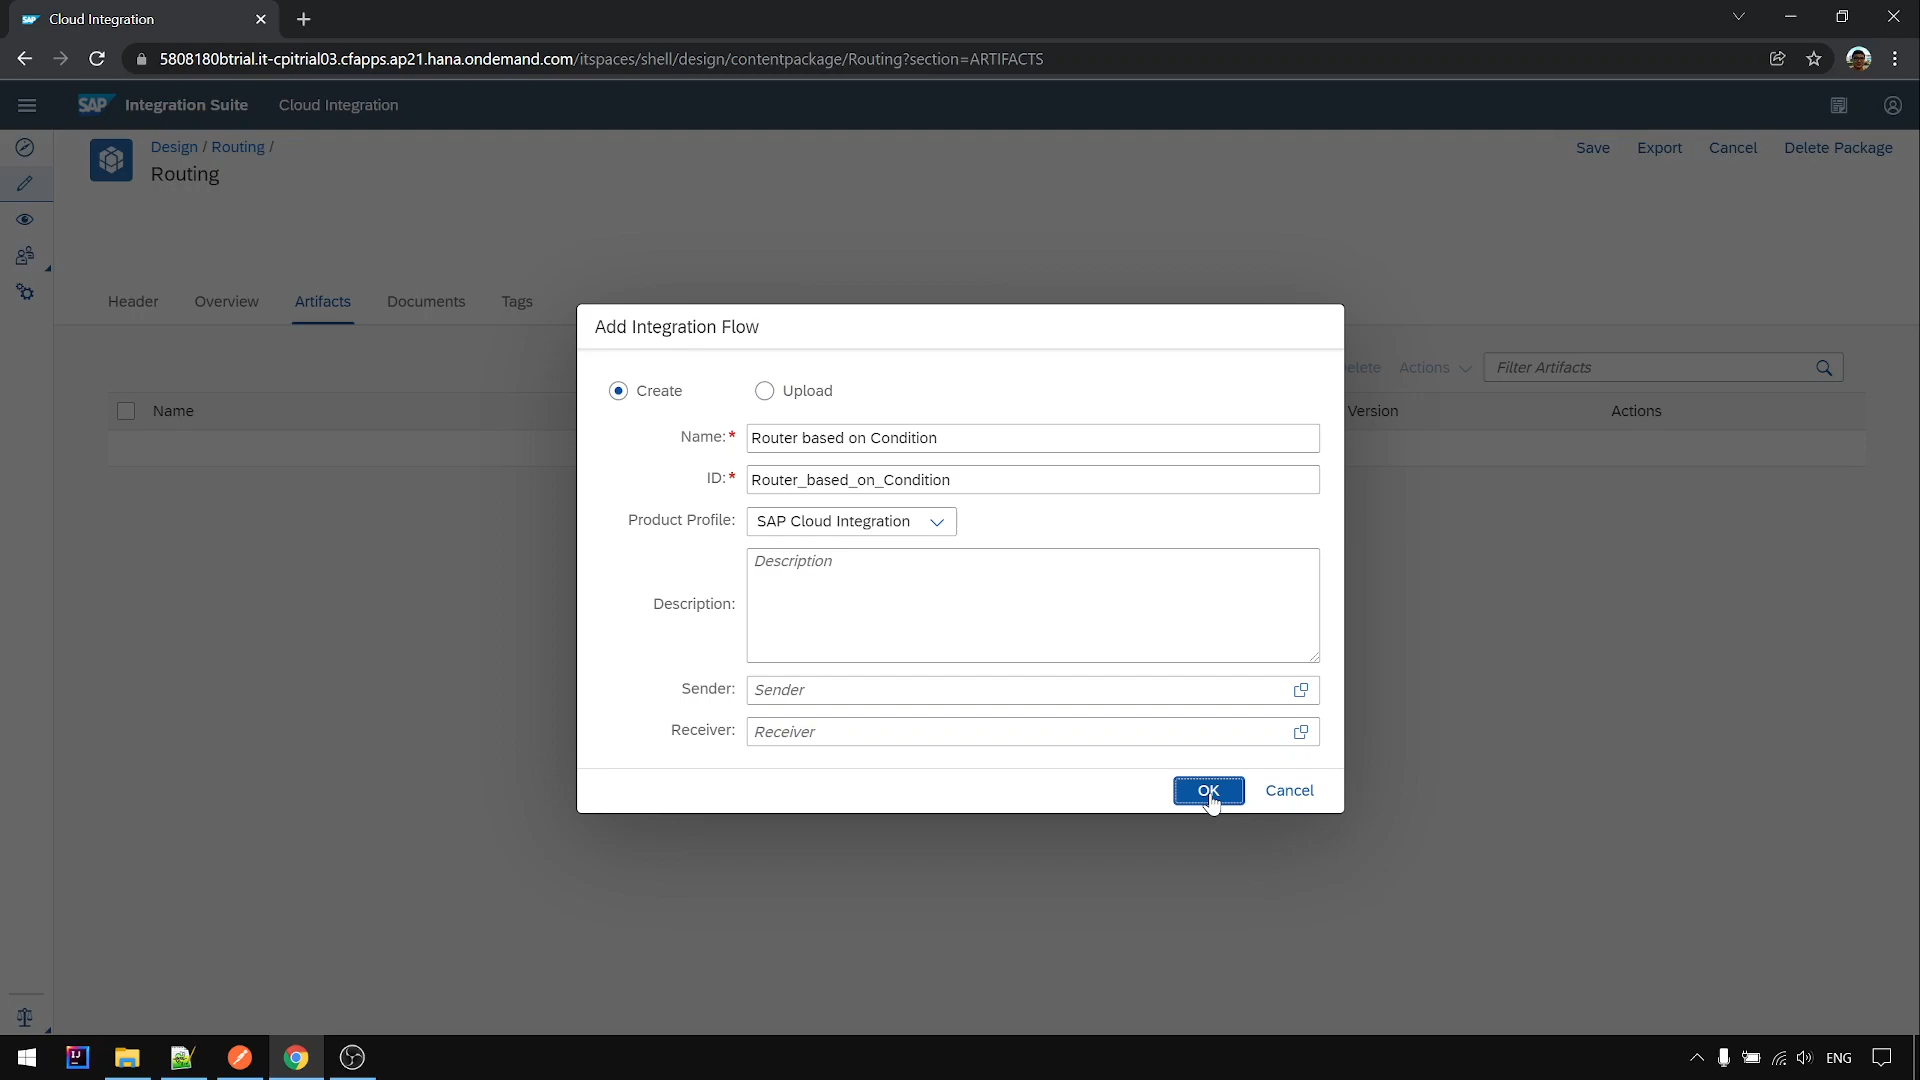 Cloud Integration
5808180btrial.it-cpitrial03.cfapps.ap21.hana.ondemand.com/itspaces/shell/design/contentpackage/Routing?section=ARTIFACTS
SAP Integration Suite Cloud Integration
Design / Routing /
Routing
Save Export Cancel Delete Package
Header Overview Artifacts Documents Tags
Add Integration Flow
Create Upload
elete Actions Filter Artifacts
Name Version Actions
Name:* Router based on Condition
ID:* Router_based_on_Condition
Product Profile: SAP Cloud Integration
Description
Description:
Sender: Sender
Receiver: Receiver
OK Cancel
ENG